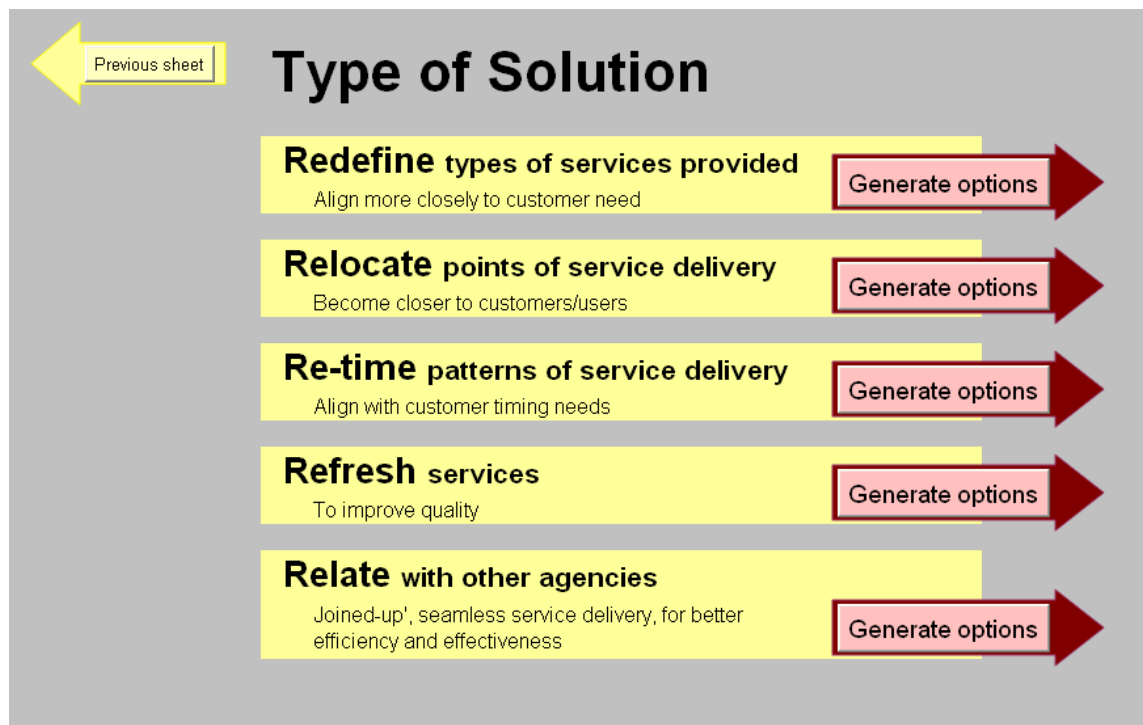 Previous sheet
Type of Solution
Redefine types of services provided
Align more closely to customer need
Generate options
Relocate points of service delivery
Become closer to customers/users
Generate options
Re-time patterns of service delivery
Align with customer timing needs
Generate options
Refresh services
To improve quality
Generate options
Relate with other agencies
Joined-up', seamless service delivery, for better
efficiency and effectiveness
Generate options